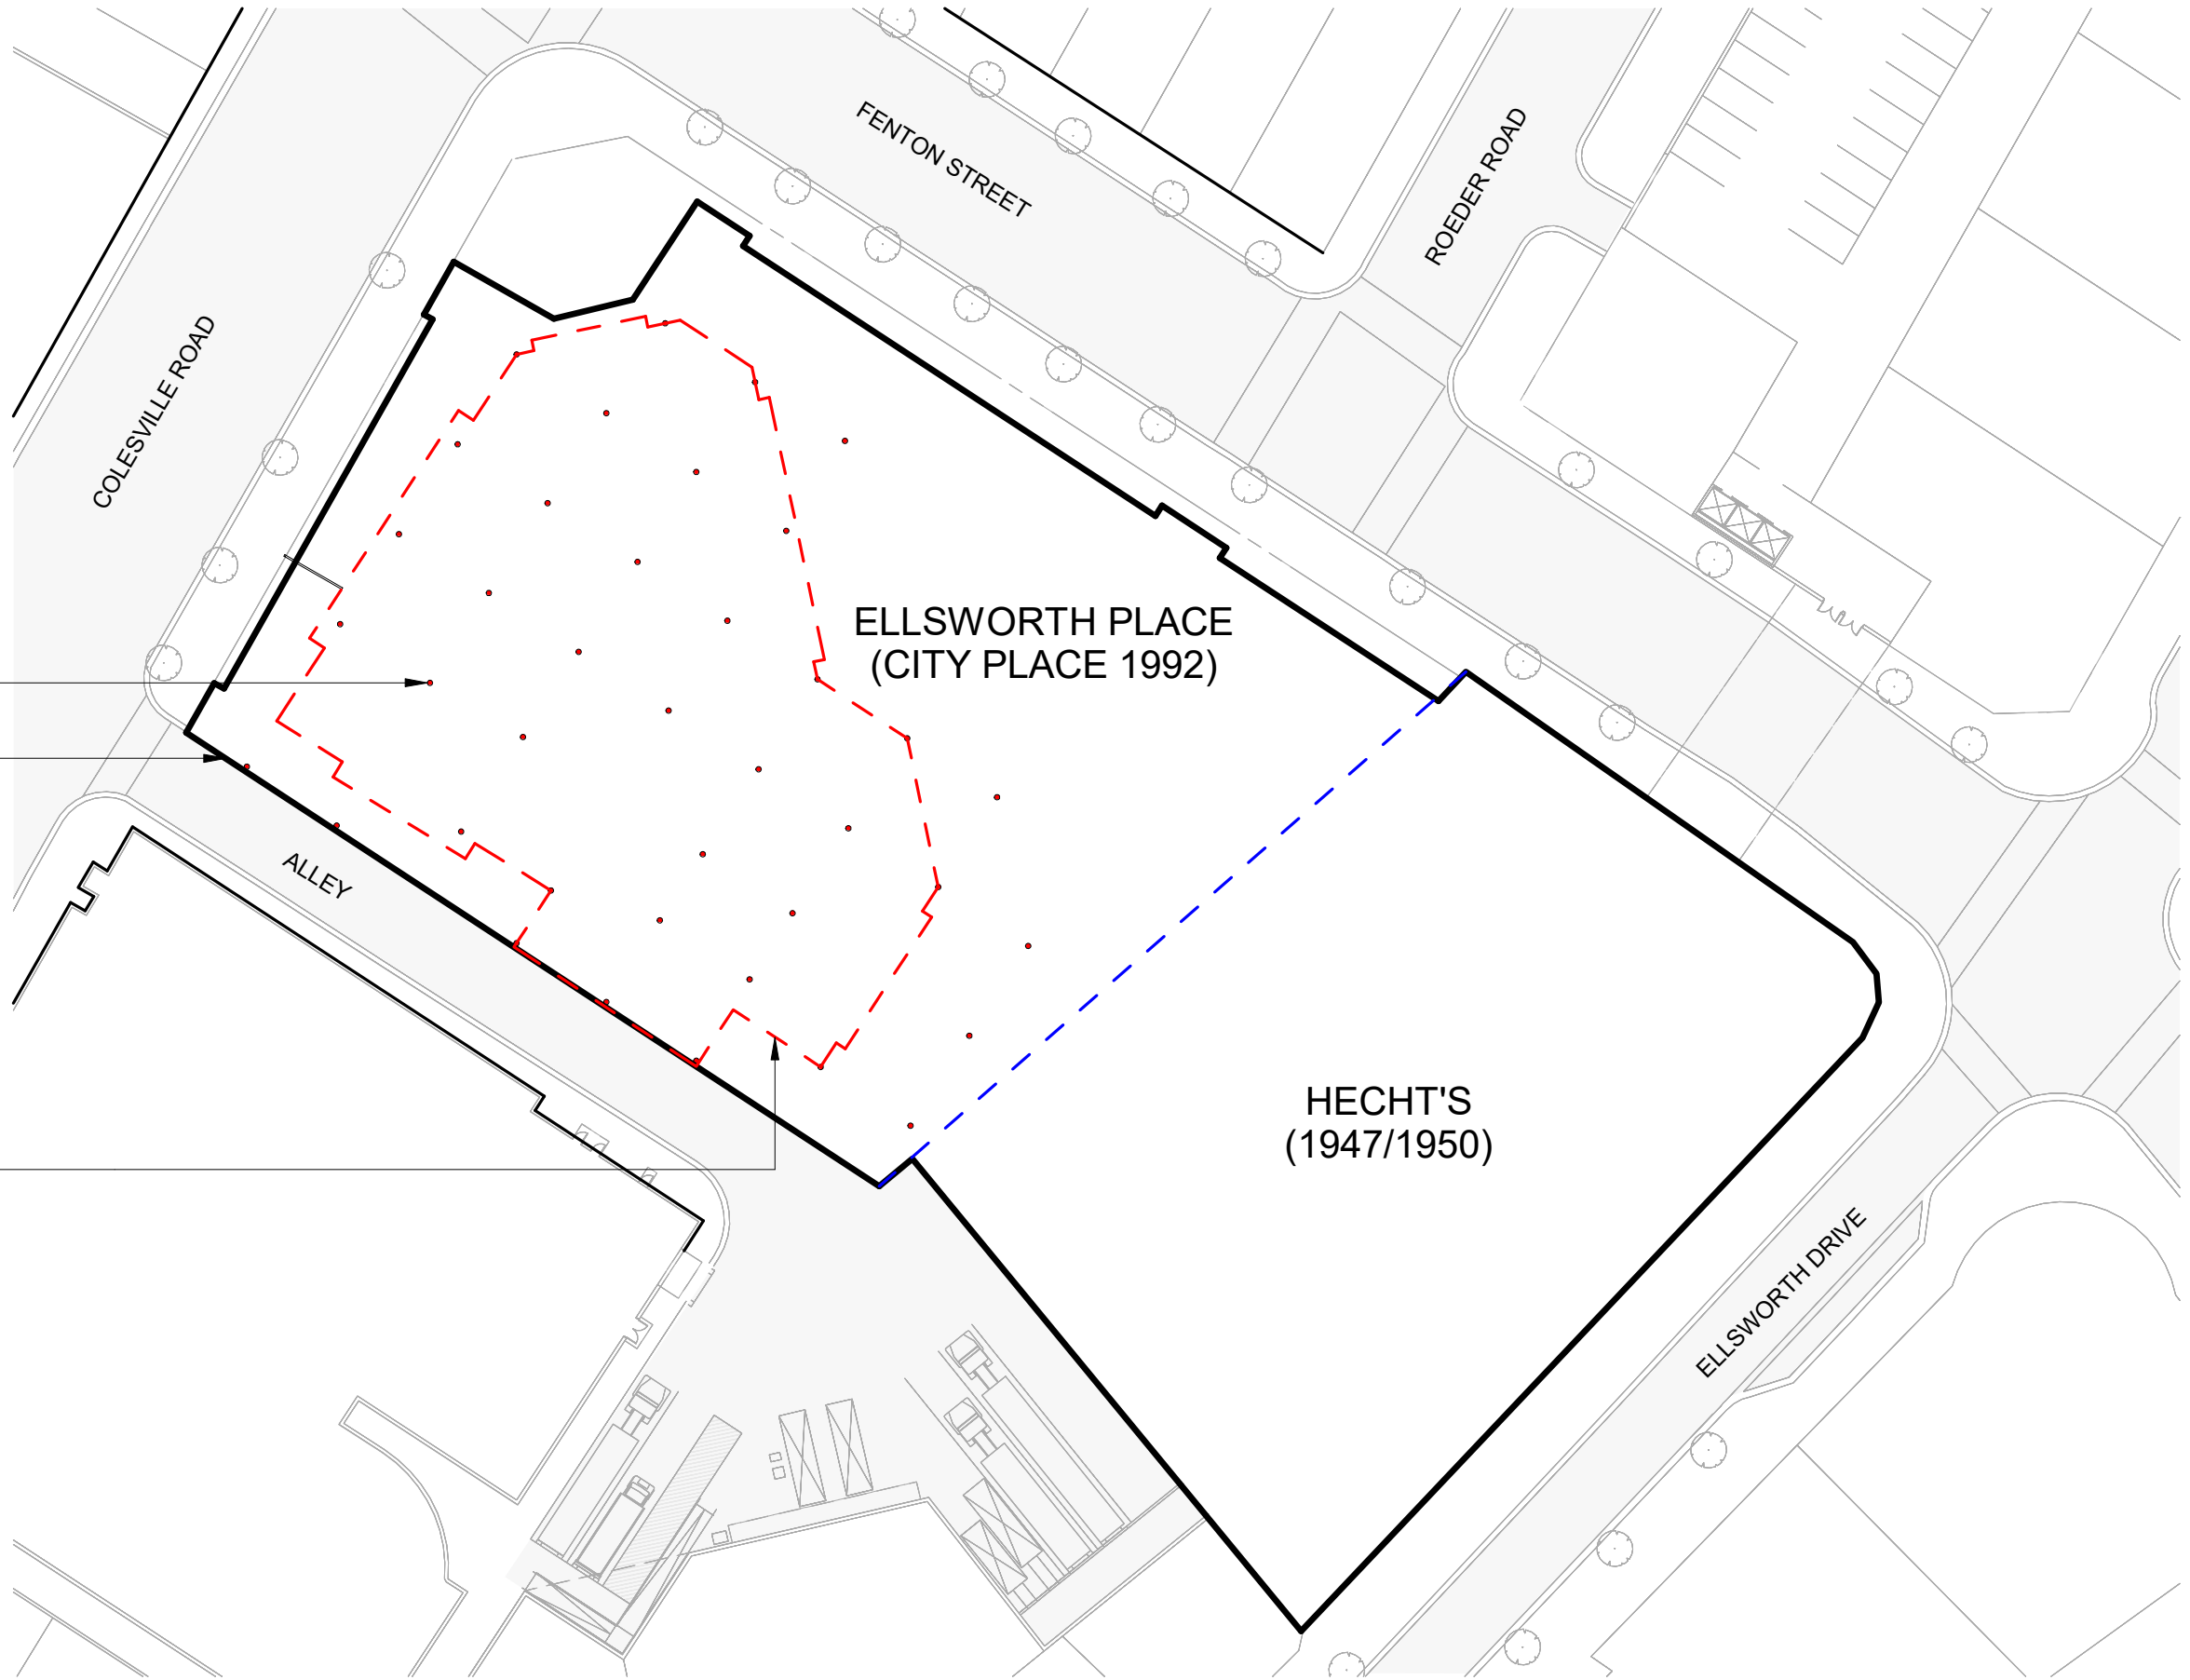 FENTON STREET
ROEDER ROAD
COLESVILLE ROAD
ELLSWORTH PLACE
(CITY PLACE 1992)
ALLEY
HECHT'S
(1947/1950)
ELLSWORTH DRIVE